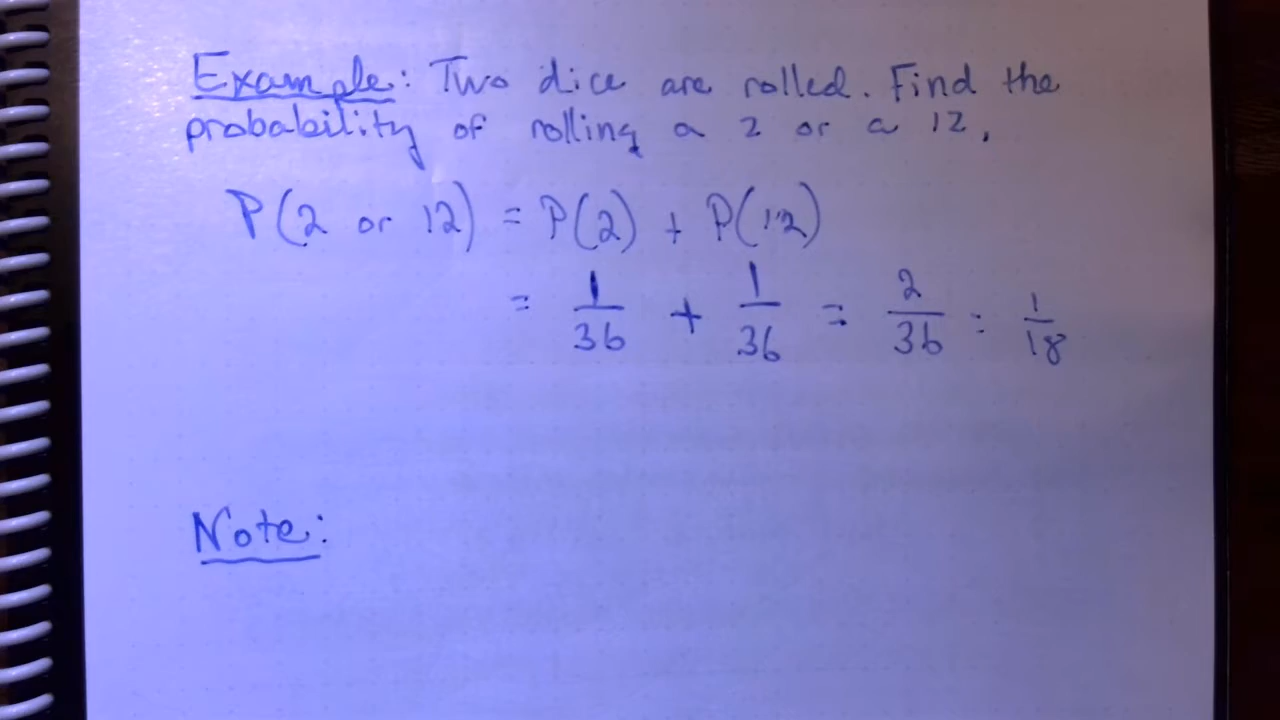 Example: Two dice are rolled. Find the
probability of rolling a 2 or a 12.
P(2 or 12) = P(2) + P(12)
= 1/36 + 1/36 = 2/36 = 1/18
Note: